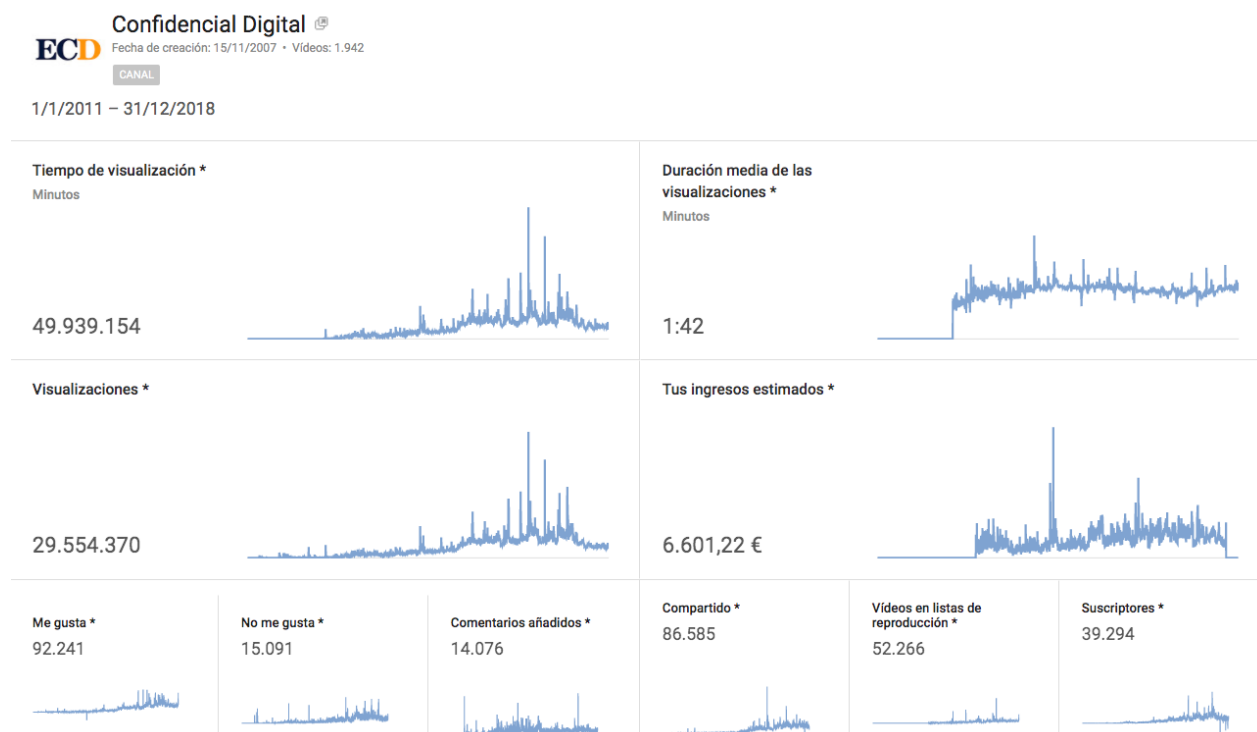 Confidencial Digital
ECD
Fecha de creación: 15/11/2007 • Vídeos: 1.942
CANAL
1/1/2011 – 31/12/2018
Tiempo de visualización *
Minutos
49.939.154
Duración media de las
visualizaciones *
Minutos
1:42
Visualizaciones *
29.554.370
Tus ingresos estimados *
6.601,22 €
Me gusta *
92.241
No me gusta *
15.091
Comentarios añadidos *
14.076
Compartido *
86.585
Vídeos en listas de
reproducción *
52.266
Suscriptores *
39.294